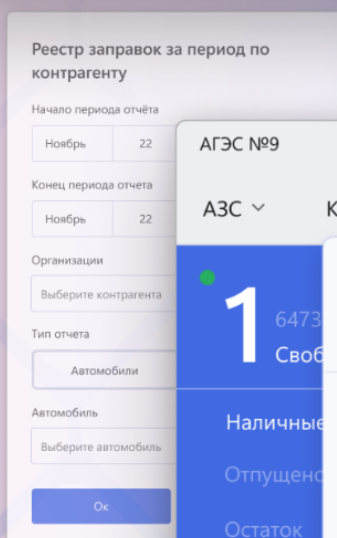 Реестр заправок за период по
контрагенту
Начало периода отчёта
Ноябрь 22
Конец периода отчета
Ноябрь 22
Организации
Выберите контрагента
Тип отчета
Автомобили
Автомобиль
Выберите автомобиль
Ок
АГЭС №9
АЗС
1
6473
Своб
Наличные
Отпущено
Остаток